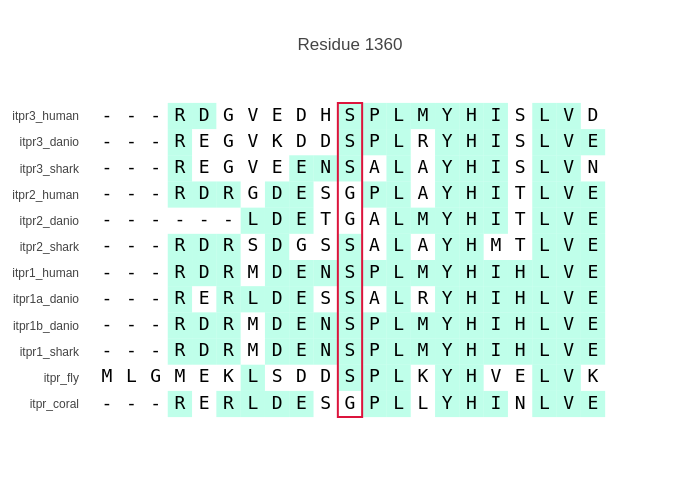 Residue 1360
itpr3_human - - - R D G V E D H S P L M Y H I S L V D
itpr3_danio - - - R E G V K D D S P L R Y H I S L V E
itpr3_shark - - - R E G V E E N S A L A Y H I S L V N
itpr2_human - - - R D R G D E S G P L A Y H I T L V E
itpr2_danio - - - - - - L D E T G A L M Y H I T L V E
itpr2_shark - - - R D R S D G S S A L A Y H M T L V E
itpr1_human - - - R D R M D E N S P L M Y H I H L V E
itpr1a_danio - - - R E R L D E S S A L R Y H I H L V E
itpr1b_danio - - - R D R M D E N S P L M Y H I H L V E
itpr1_shark - - - R D R M D E N S P L M Y H I H L V E
itpr_fly M L G M E K L S D D S P L K Y H V E L V K
itpr_coral - - - R E R L D E S G P L L Y H I N L V E